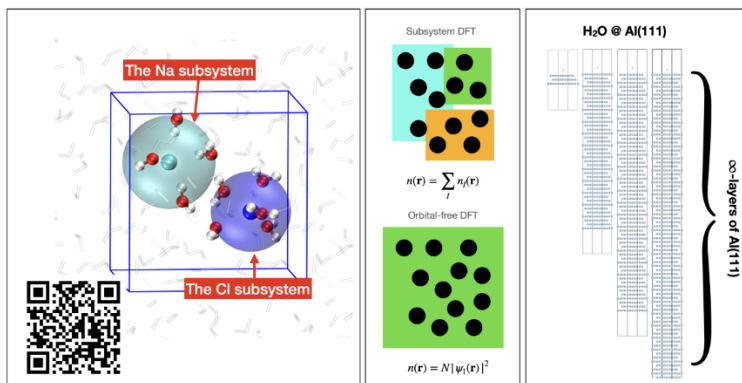 The Na subsystem
The Cl subsystem
Subsystem DFT
n(r) = ∑_I n_I(r)
Orbital-free DFT
n(r) = N|ψ₁(r)|²
H₂O @ Al(111)
∞-layers of Al(111)